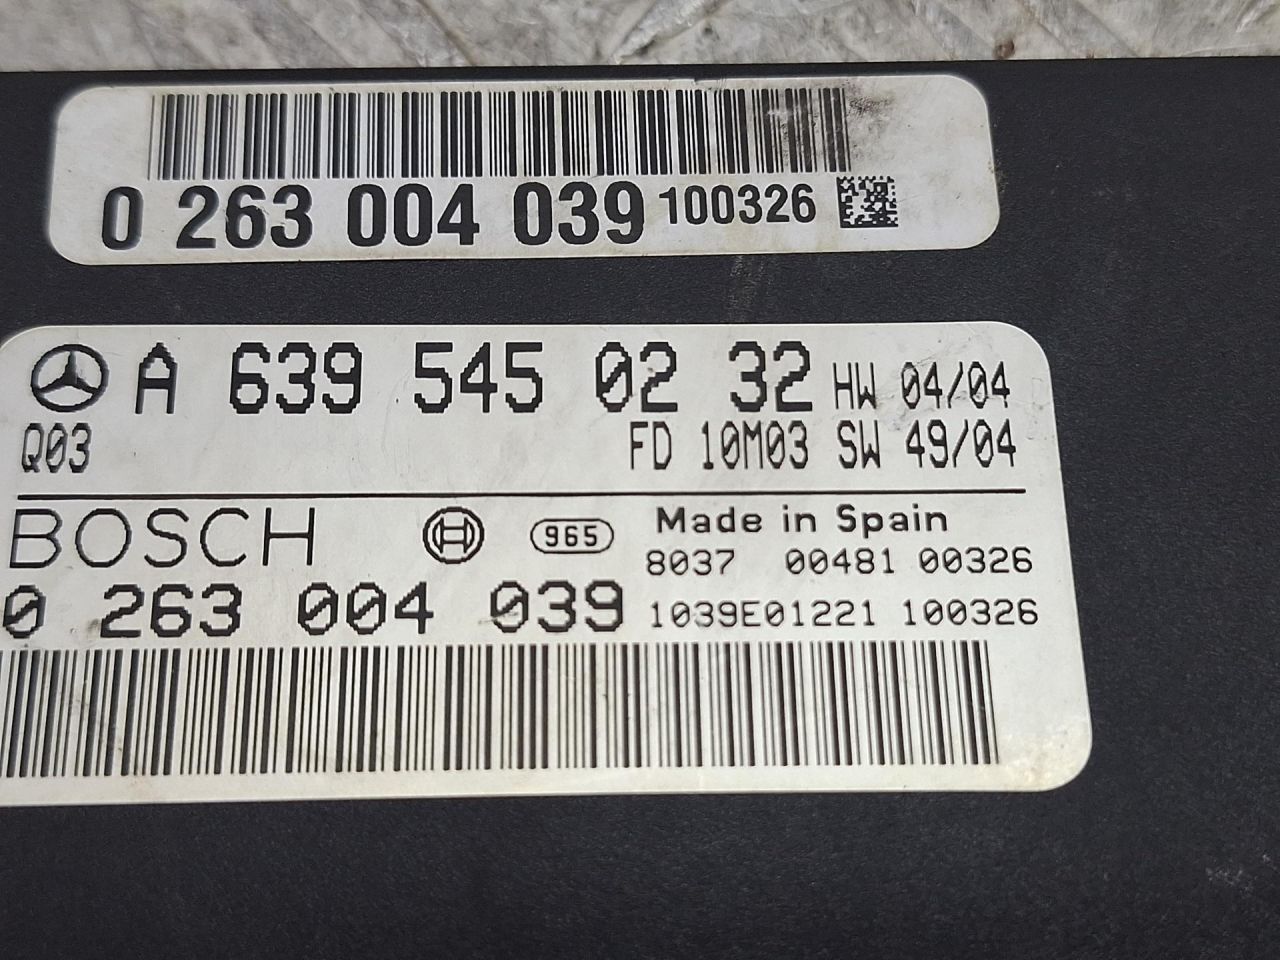 0 263 004 039 100326
A 639 545 02 32 HW 04/04
Q03 FD 10M03 SW 49/04
BOSCH 965 Made in Spain
8037 00481 00326
0 263 004 039 1039E01221 100326